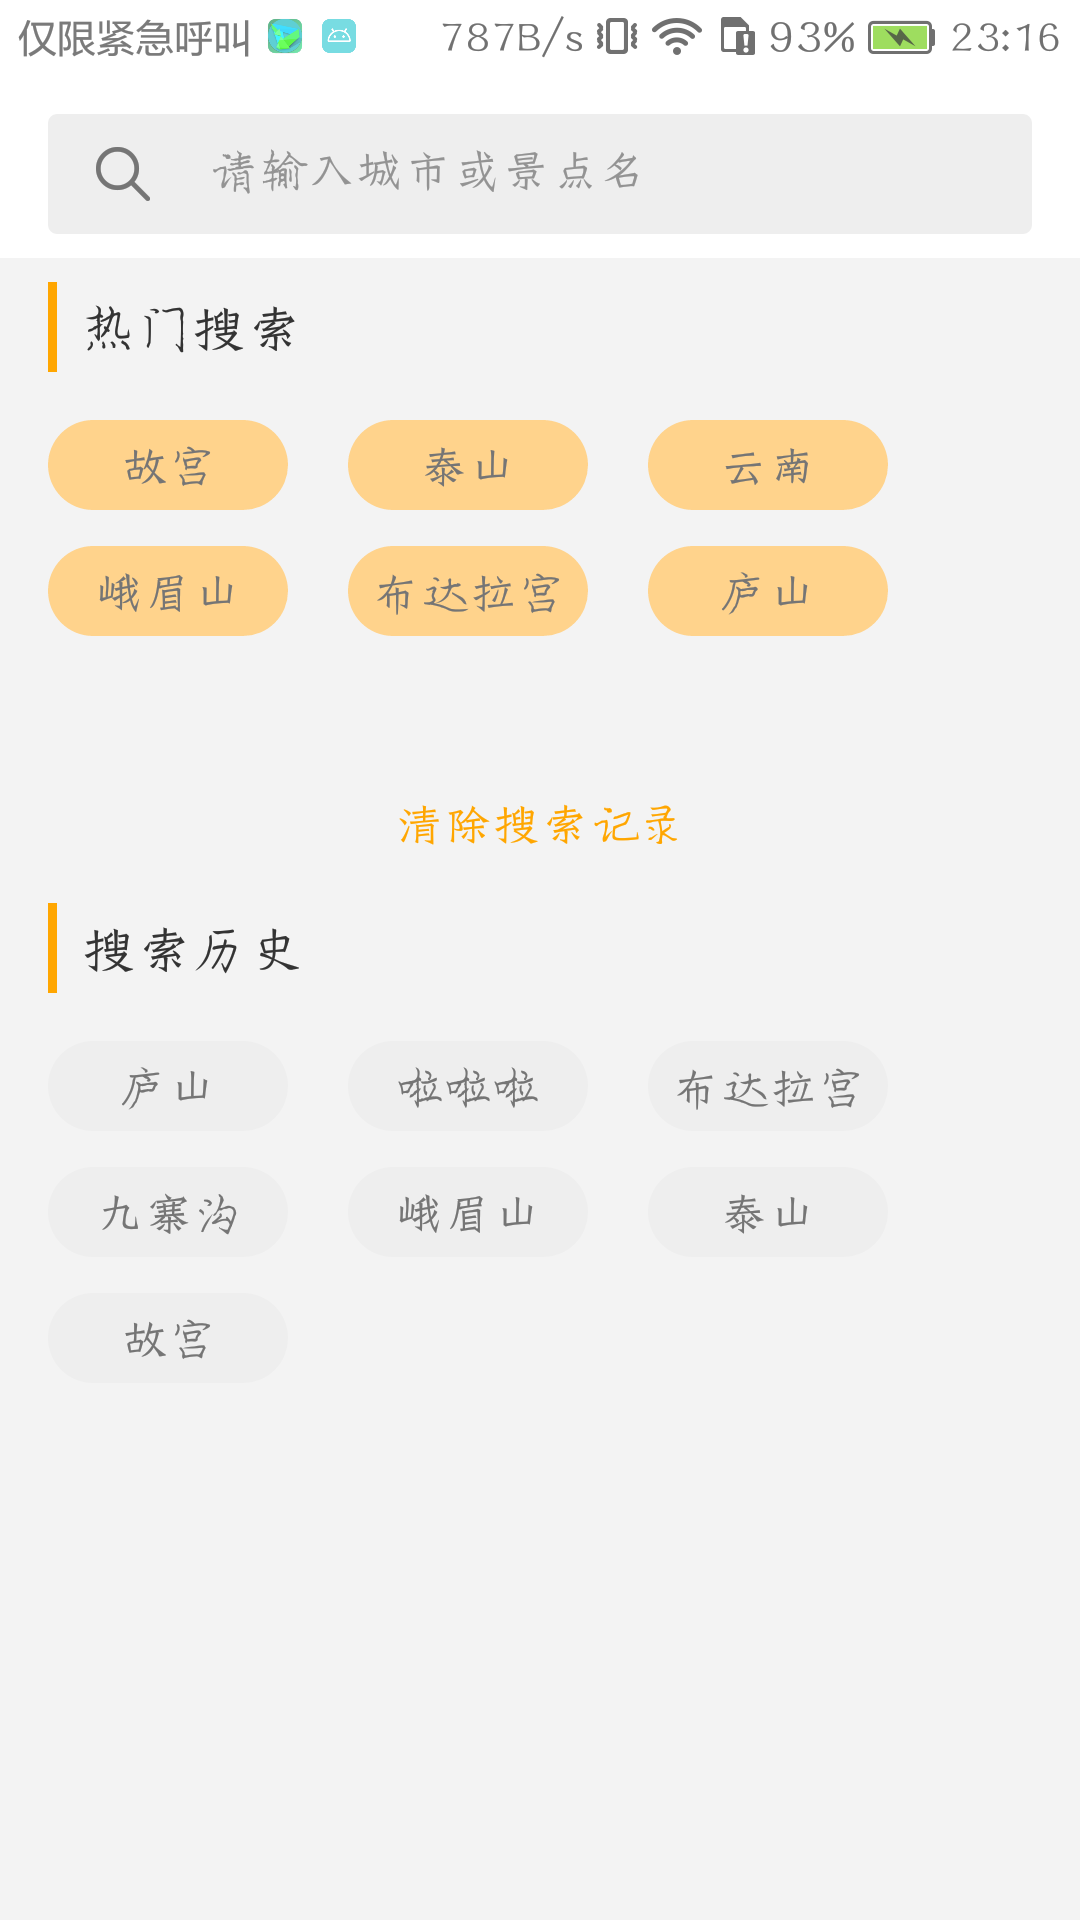 仅限紧急呼叫 787B/s 93% 23:16
请输入城市或景点名
热门搜索
故宫 泰山 云南
峨眉山 布达拉宫 庐山
清除搜索记录
搜索历史
庐山 啦啦啦 布达拉宫
九寨沟 峨眉山 泰山
故宫